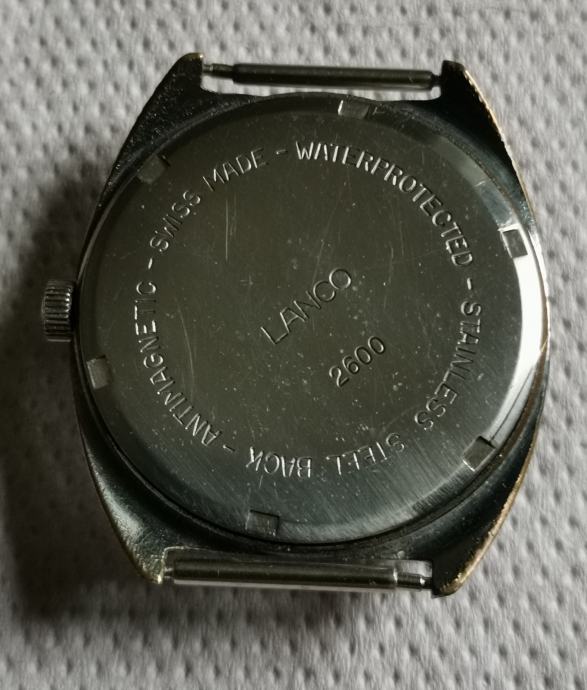 WATERPROTECTED - STAINLESS STEEL BACK - ANTIMAGNETIC - SWISS MADE -
LANCO
2600